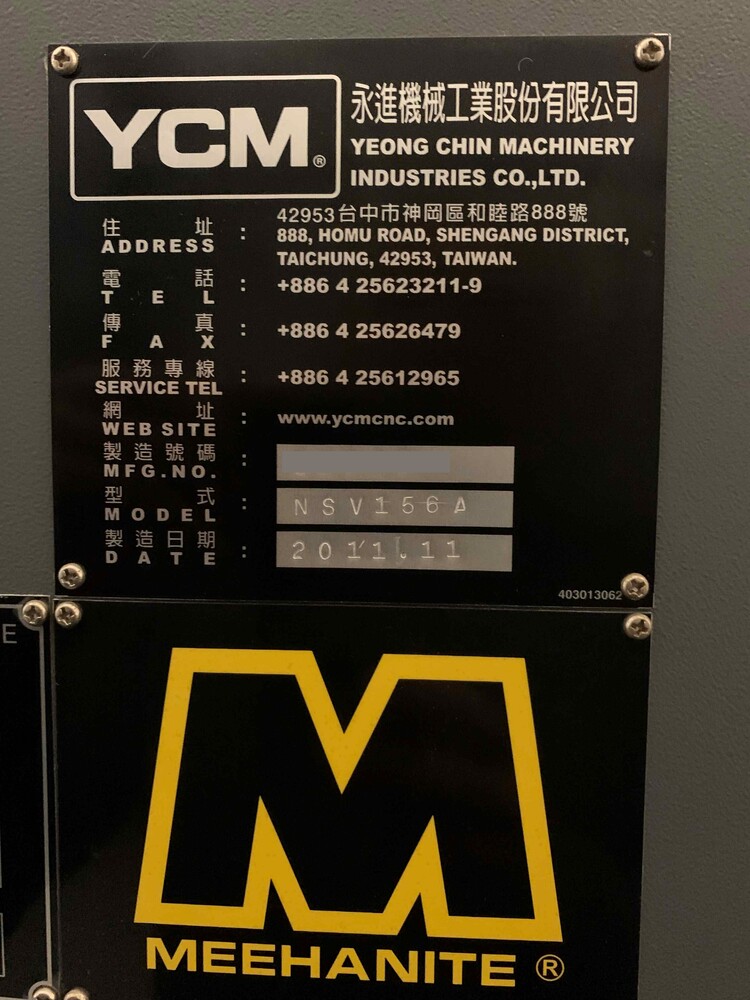 YCM®
永進機械工業股份有限公司
YEONG CHIN MACHINERY
INDUSTRIES CO.,LTD.
住址 : 42953台中市神岡區和睦路888號
ADDRESS 888, HOMU ROAD, SHENGANG DISTRICT,
TAICHUNG, 42953, TAIWAN.
電話
TEL : +886 4 25623211-9
傳真
FAX : +886 4 25626479
服務專線
SERVICE TEL : +886 4 25612965
網址
WEB SITE : www.ycmcnc.com
製造號碼
MFG.NO. :
型式
MODEL : NSV156A
製造日期
DATE : 2011.11
403013062
E
MEEHANITE®